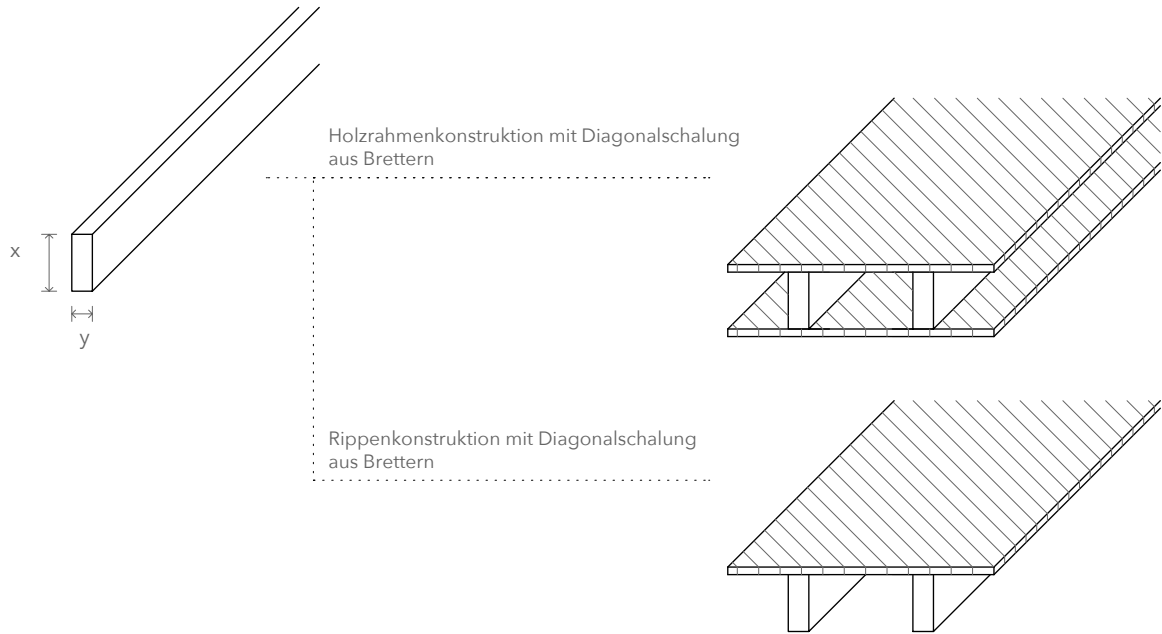 Holzrahmenkonstruktion mit Diagonalschalung
aus Brettern
x
y
Rippenkonstruktion mit Diagonalschalung
aus Brettern